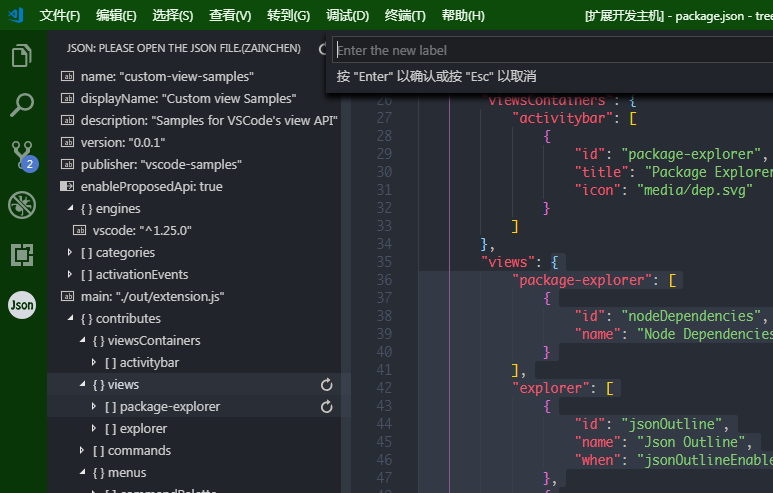 文件(F) 编辑(E) 选择(S) 查看(V) 转到(G) 调试(D) 终端(T) 帮助(H) [扩展开发主机] - package.json - tree
JSON: PLEASE OPEN THE JSON FILE.(ZAINCHEN)
Enter the new label
按 "Enter" 以确认或按 "Esc" 以取消
name: "custom-view-samples"
displayName: "Custom view Samples"
description: "Samples for VSCode's view API"
version: "0.0.1"
publisher: "vscode-samples"
enableProposedApi: true
{ } engines
vscode: "^1.25.0"
[ ] categories
[ ] activationEvents
main: "./out/extension.js"
{ } contributes
{ } viewsContainers
[ ] activitybar
{ } views
[ ] package-explorer
[ ] explorer
[ ] commands
{ } menus
2
Json
26 "viewsContainers": {
27 "activitybar": [
28 {
29 "id": "package-explorer",
30 "title": "Package Explorer
31 "icon": "media/dep.svg"
32 }
33 ]
34 },
35 "views": {
36 "package-explorer": [
37 {
38 "id": "nodeDependencies",
39 "name": "Node Dependencies
40 }
41 ],
42 "explorer": [
43 {
44 "id": "jsonOutline",
45 "name": "Json Outline",
46 "when": "jsonOutlineEnable
47 },